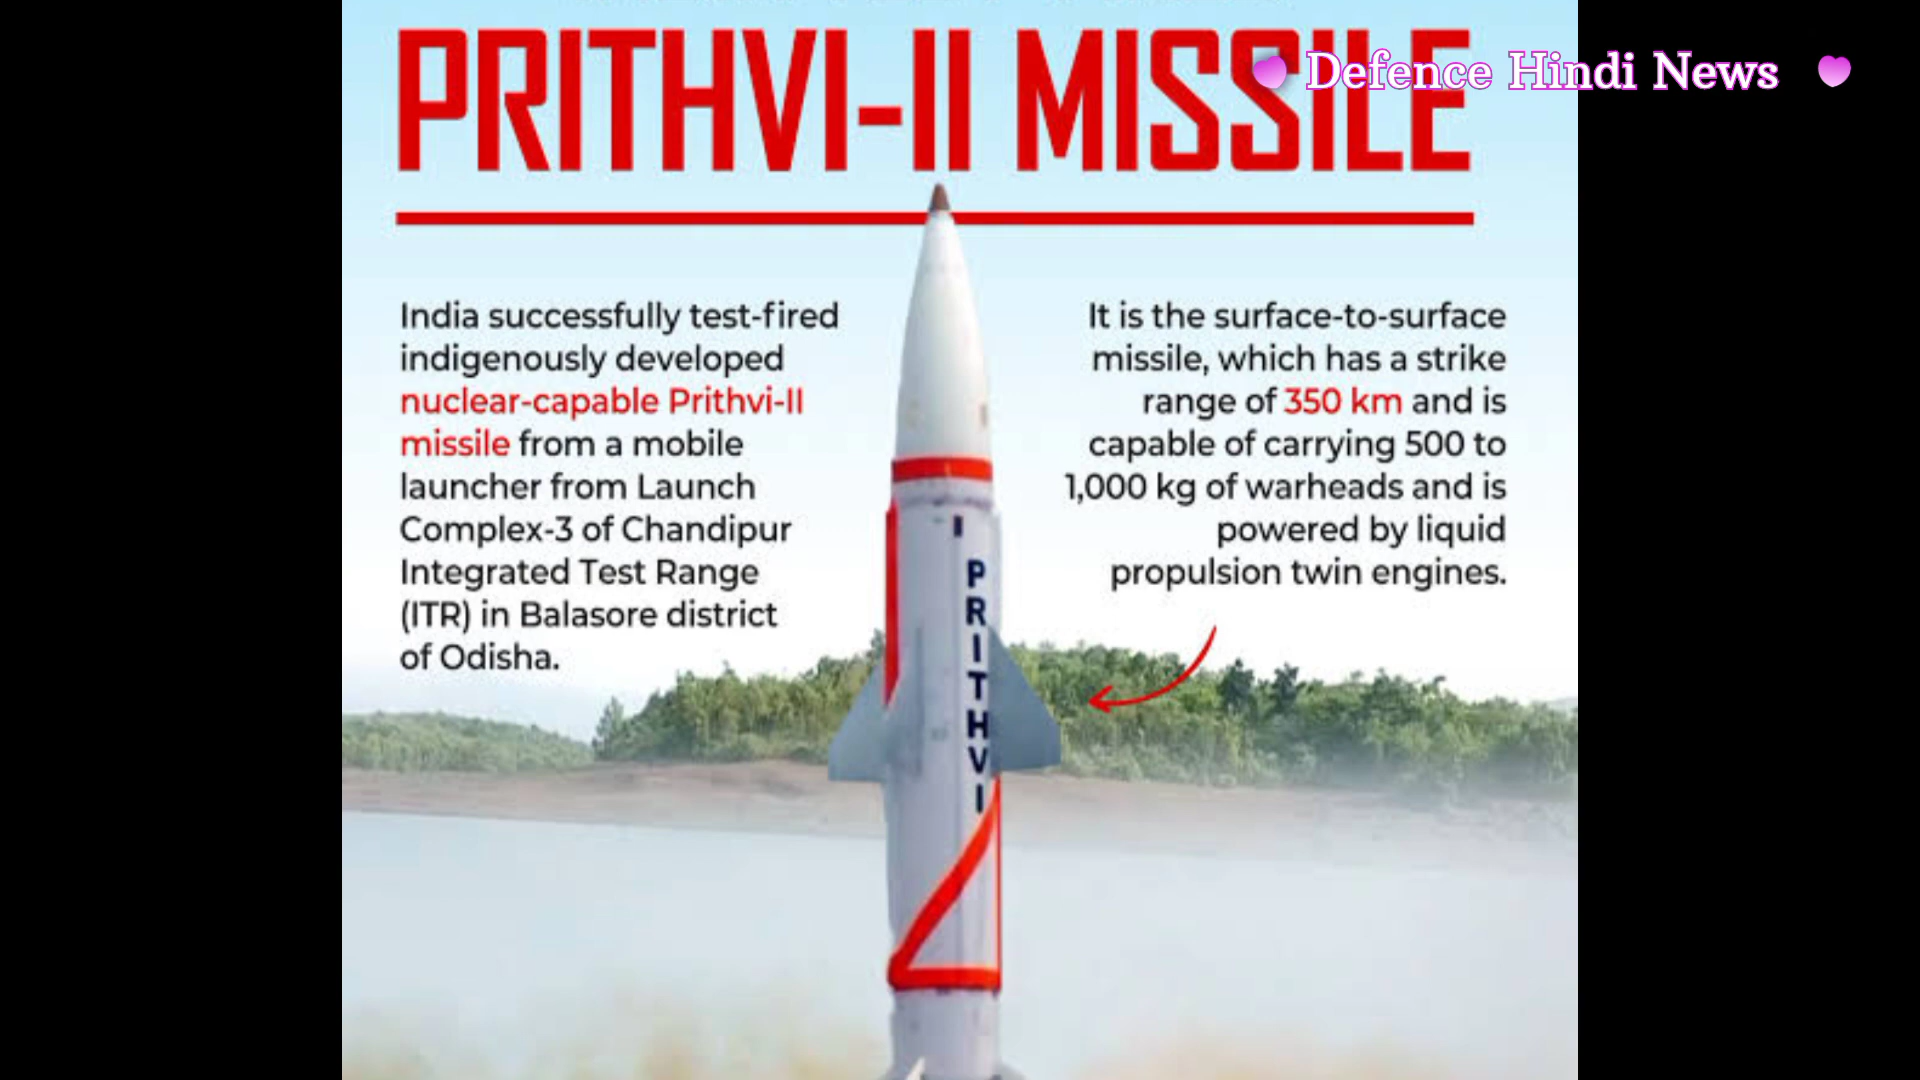 PRITHVI-II MISSILE
Defence Hindi News
India successfully test-fired
indigenously developed
nuclear-capable Prithvi-II
missile from a mobile
launcher from Launch
Complex-3 of Chandipur
Integrated Test Range
(ITR) in Balasore district
of Odisha.
It is the surface-to-surface
missile, which has a strike
range of 350 km and is
capable of carrying 500 to
1,000 kg of warheads and is
powered by liquid
propulsion twin engines.
PRITHVI